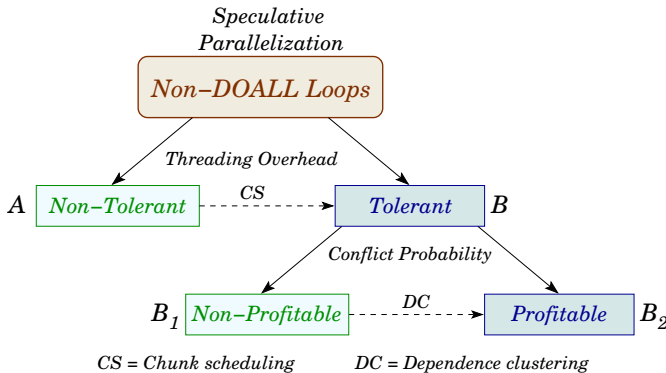 Speculative
Parallelization
Non–DOALL Loops
Threading Overhead
A Non–Tolerant CS Tolerant B
Conflict Probability
B1 Non–Profitable DC Profitable B2
CS = Chunk scheduling DC = Dependence clustering